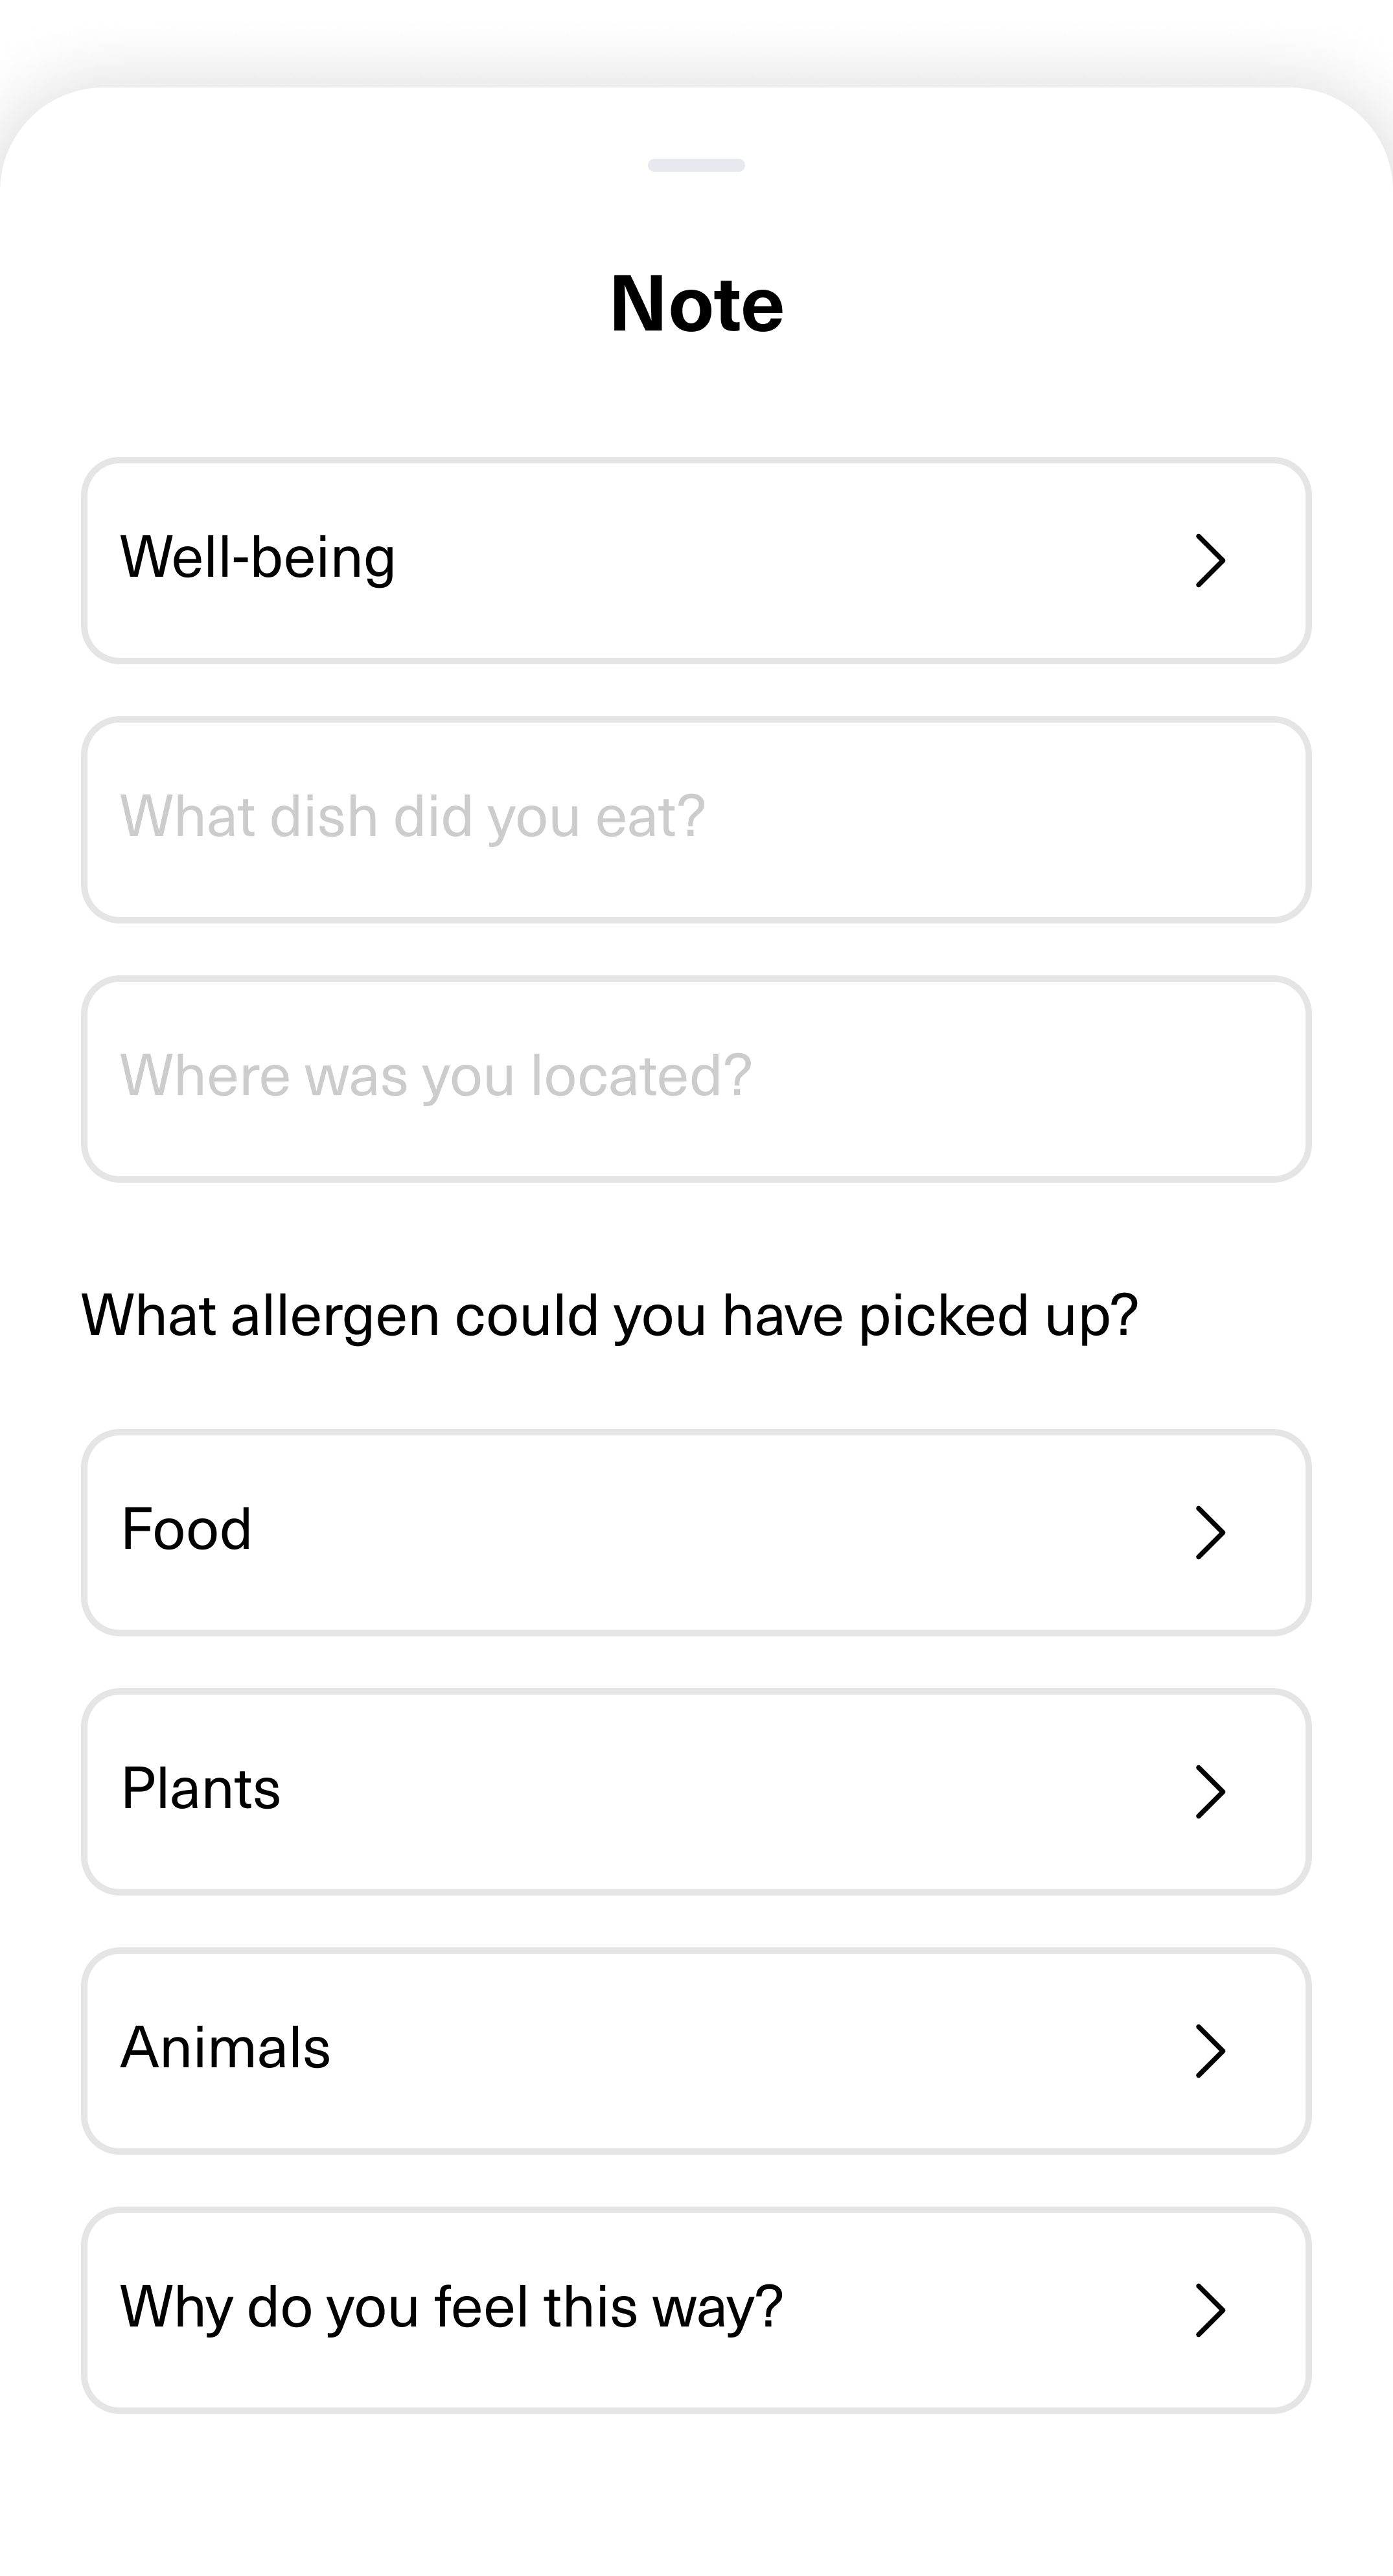 Note
Well-being
What dish did you eat?
Where was you located?
What allergen could you have picked up?
Food
Plants
Animals
Why do you feel this way?